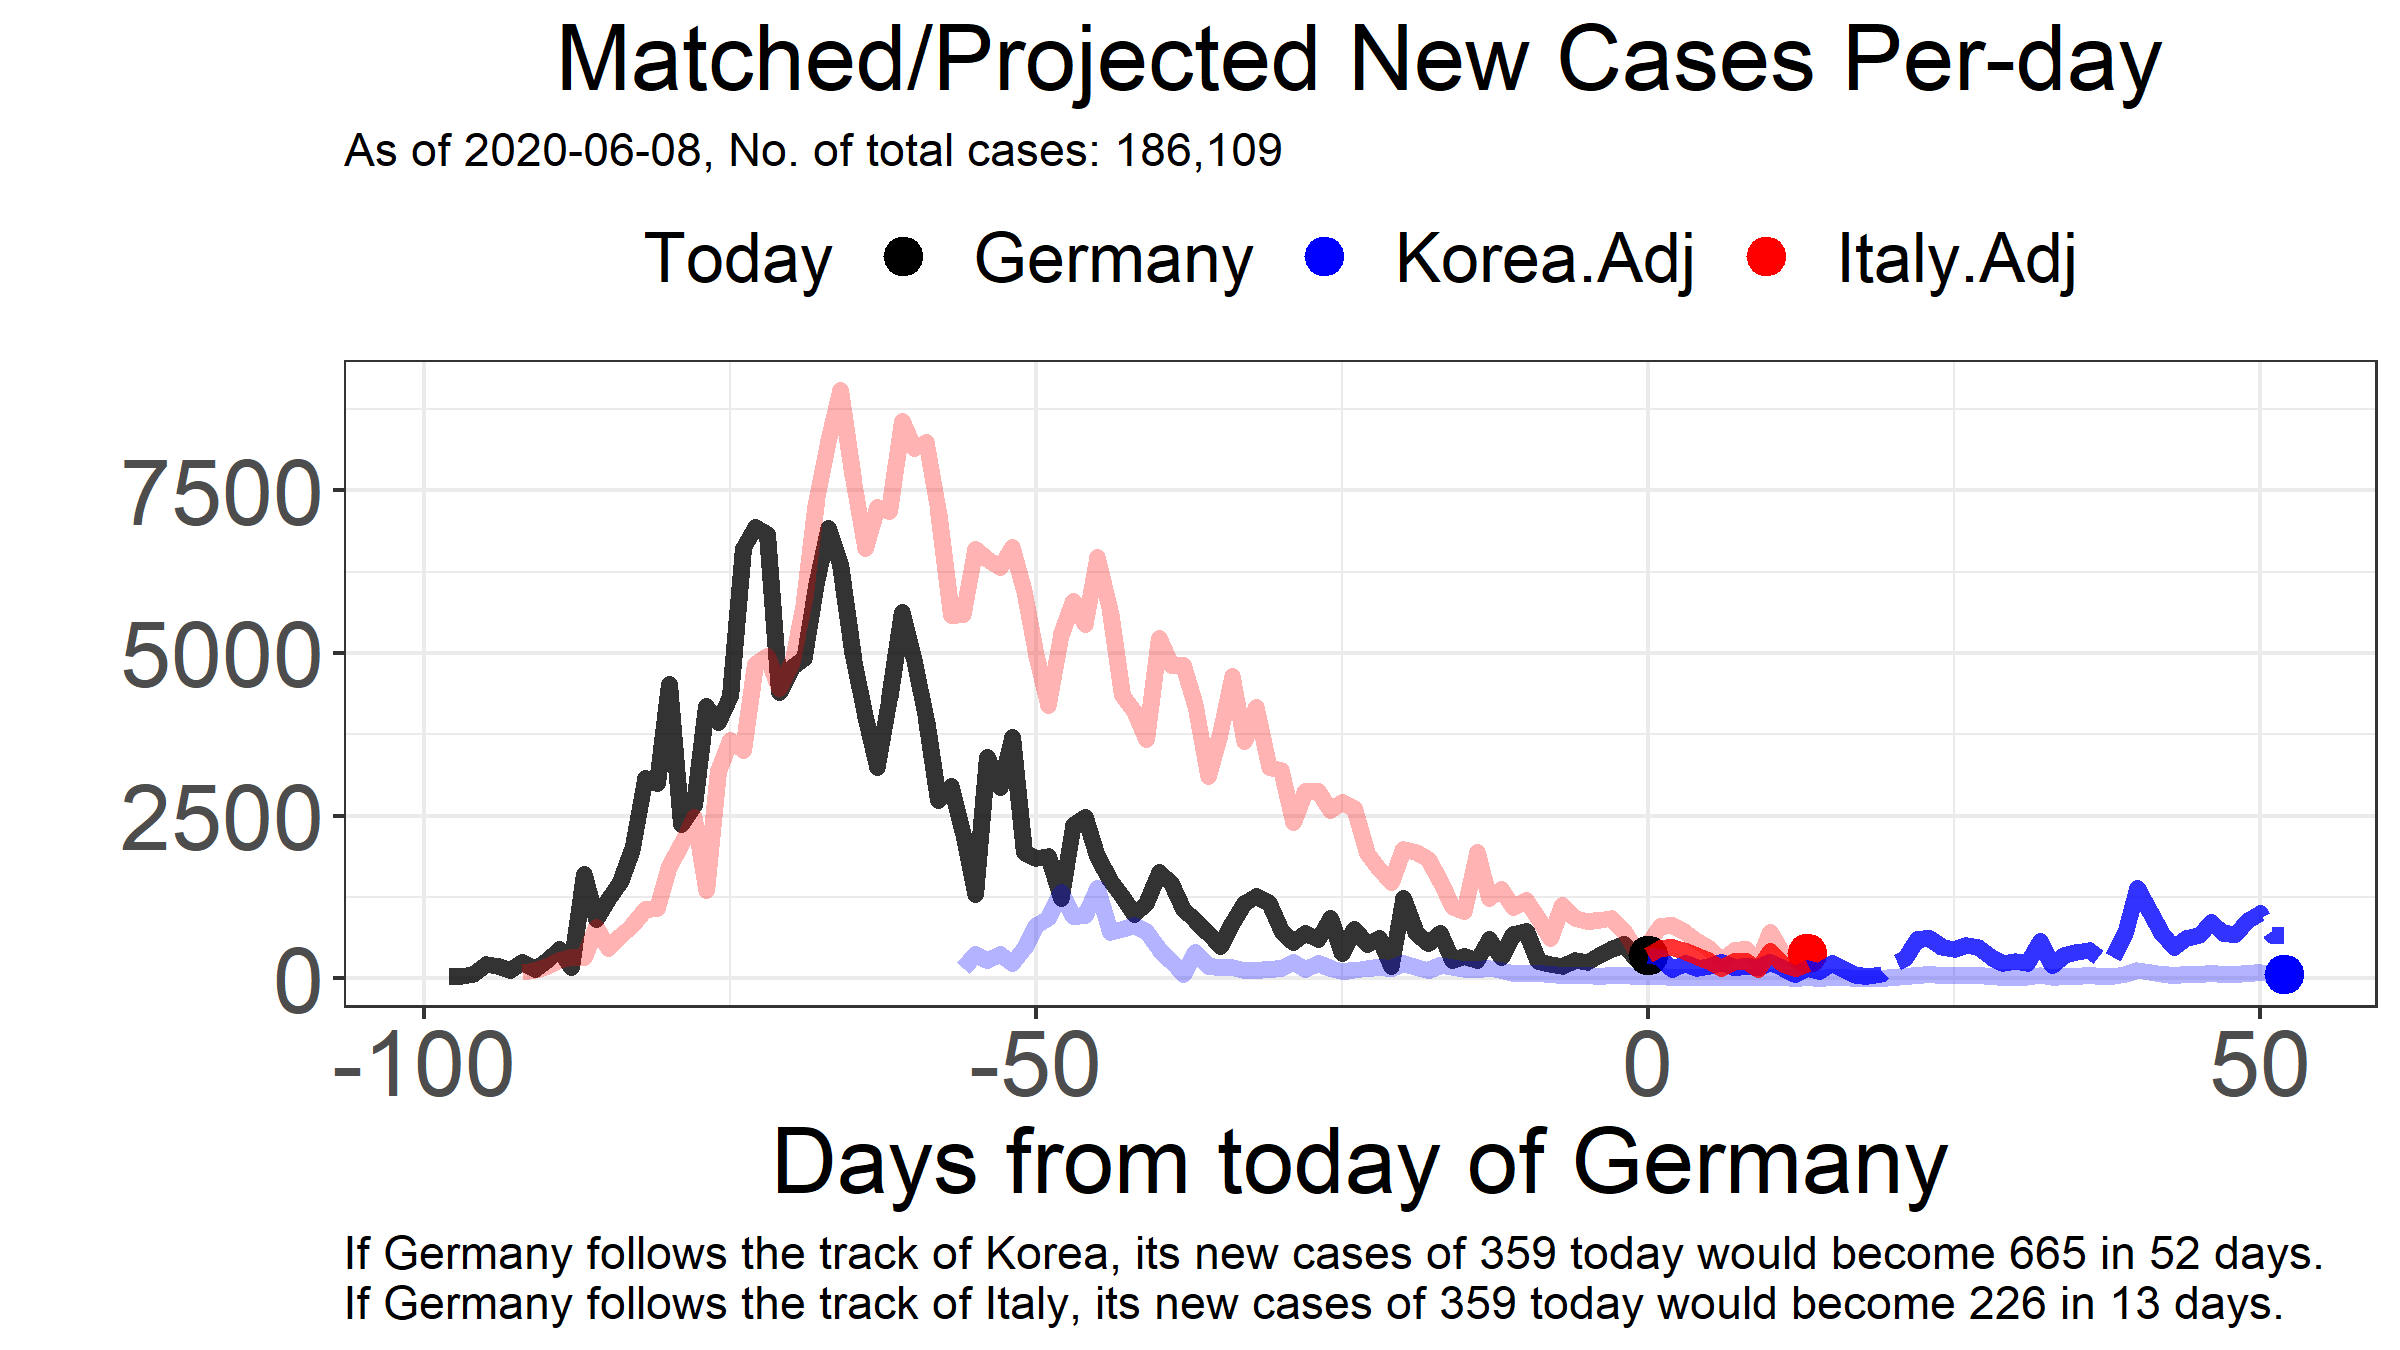 Matched/Projected New Cases Per-day
As of 2020-06-08, No. of total cases: 186,109
Today Germany Korea.Adj Italy.Adj
7500
5000
2500
0
-100 -50 0 50
Days from today of Germany
If Germany follows the track of Korea, its new cases of 359 today would become 665 in 52 days.
If Germany follows the track of Italy, its new cases of 359 today would become 226 in 13 days.